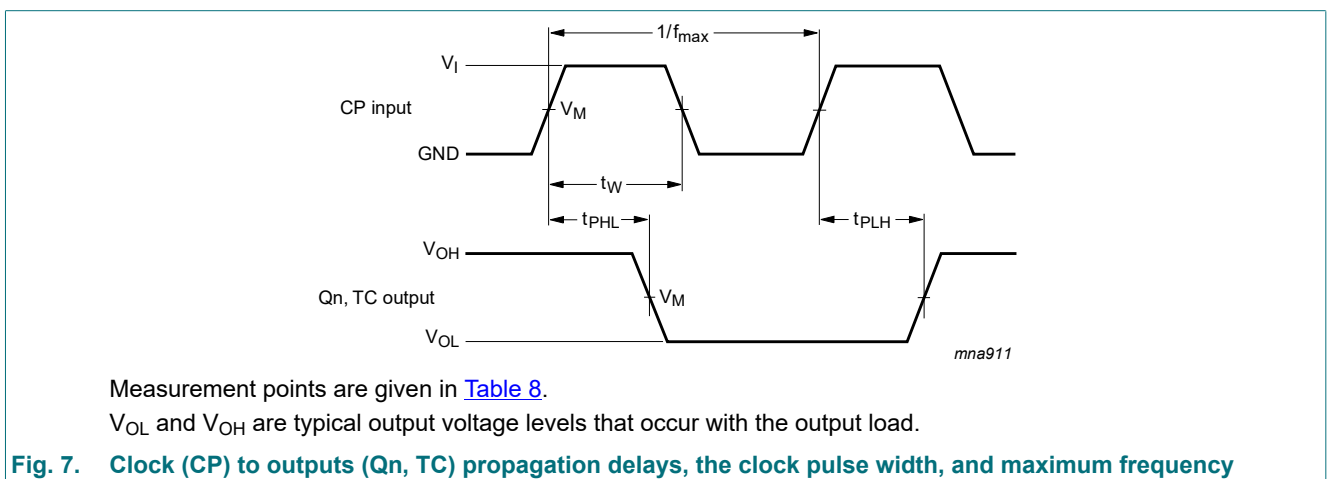 1/fmax
VI
CP input
VM
GND
tW
tPHL
tPLH
VOH
Qn, TC output
VM
VOL
mna911
Measurement points are given in Table 8.
VOL and VOH are typical output voltage levels that occur with the output load.
Fig. 7. Clock (CP) to outputs (Qn, TC) propagation delays, the clock pulse width, and maximum frequency